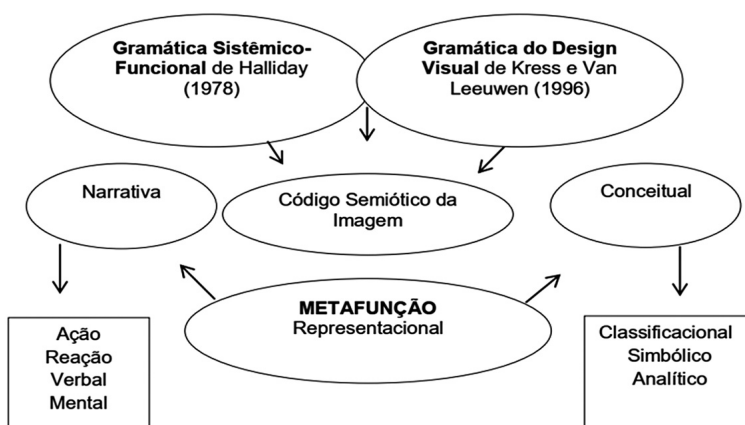 Gramática Sistêmico-
Funcional de Halliday
(1978)
Gramática do Design
Visual de Kress e Van
Leeuwen (1996)
Narrativa
Código Semiótico da
Imagem
Conceitual
METAFUNÇÃO
Representacional
Ação
Reação
Verbal
Mental
Classificacional
Simbólico
Analítico